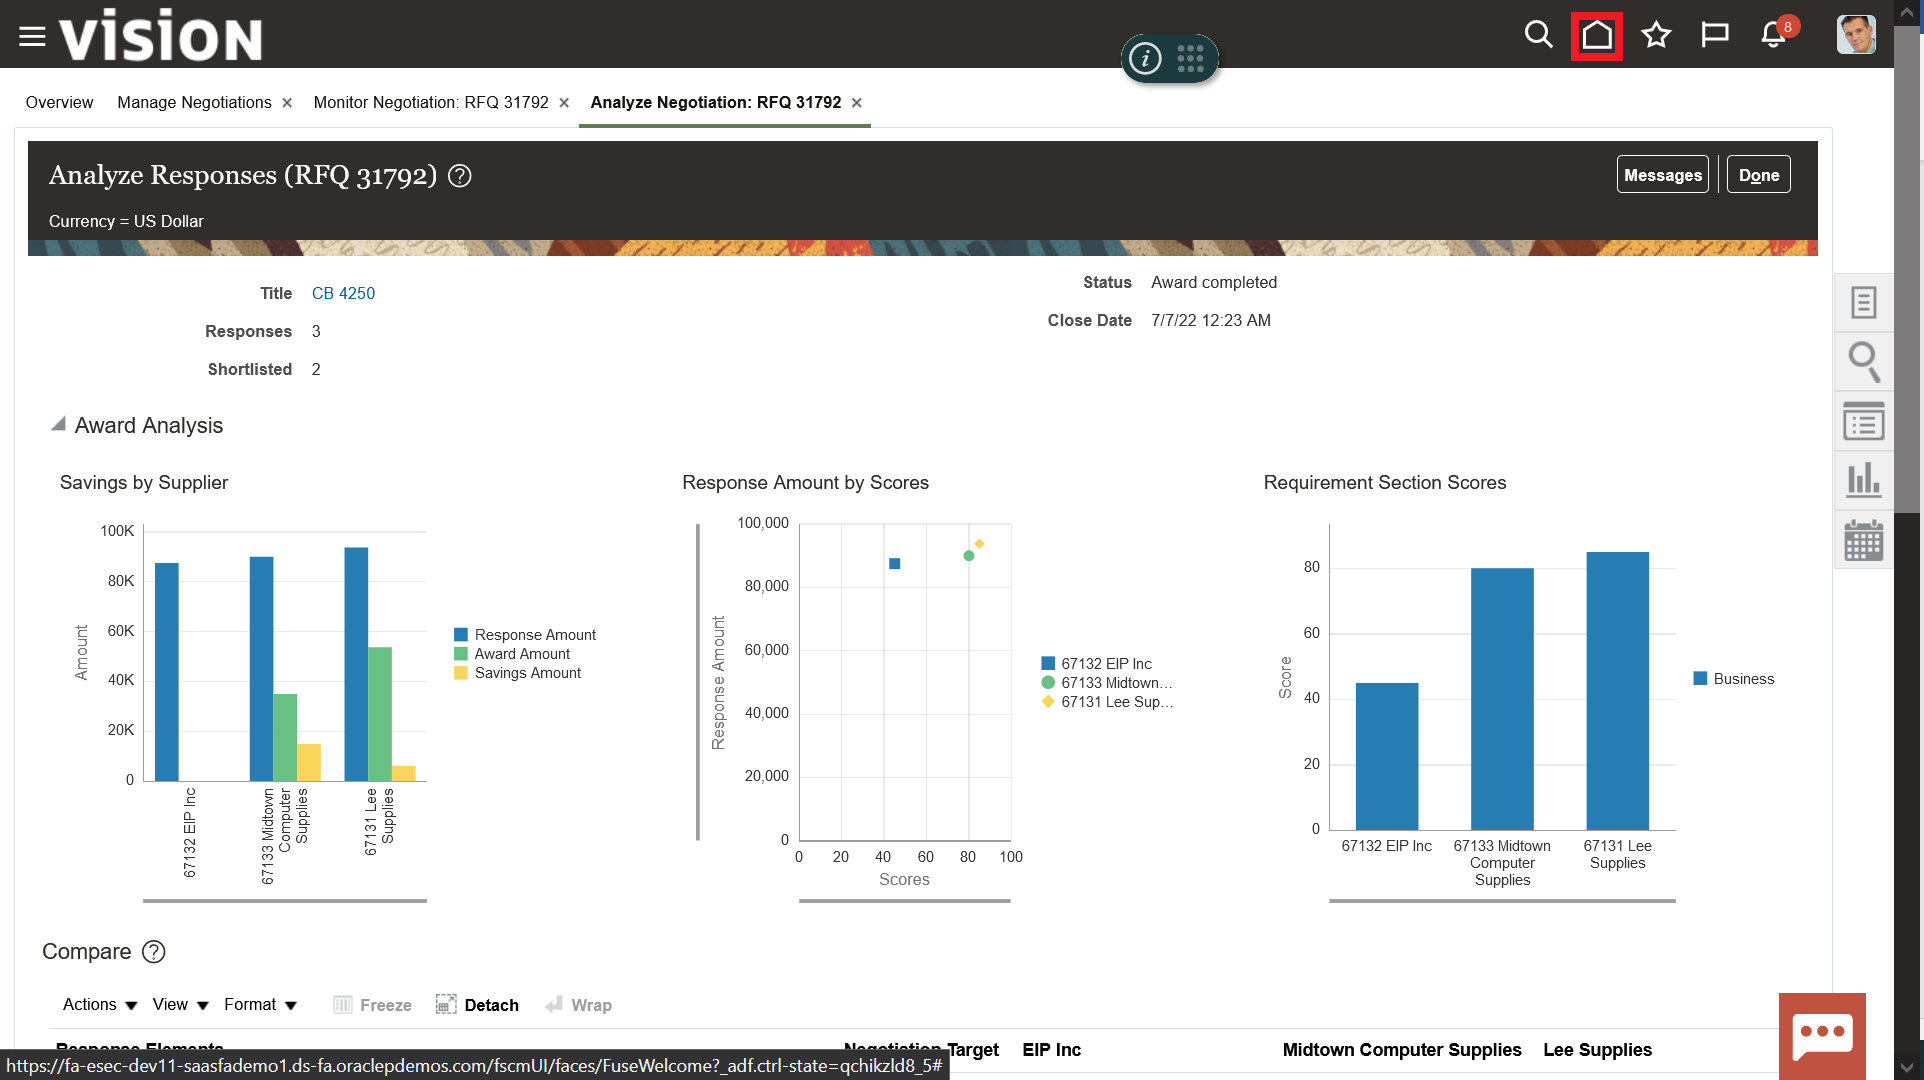 vision
8
Overview
Manage Negotiations ×
Monitor Negotiation: RFQ 31792 ×
Analyze Negotiation: RFQ 31792 ×
Analyze Responses (RFQ 31792) ?
Messages
Done
Currency = US Dollar
Title CB 4250
Responses 3
Shortlisted 2
Status Award completed
Close Date 7/7/22 12:23 AM
Award Analysis
Savings by Supplier
100K
80K
60K
40K
20K
0
Amount
67132 EIP Inc
67133 Midtown
Computer
Supplies
67131 Lee
Supplies
Response Amount
Award Amount
Savings Amount
Response Amount by Scores
100,000
80,000
60,000
40,000
20,000
0
Response Amount
0 20 40 60 80 100
Scores
67132 EIP Inc
67133 Midtown...
67131 Lee Sup...
Requirement Section Scores
80
60
40
20
0
Score
67132 EIP Inc
67133 Midtown
Computer
Supplies
67131 Lee
Supplies
Business
Compare ?
Actions View Format Freeze Detach Wrap
Response Elements Negotiation Target EIP Inc Midtown Computer Supplies Lee Supplies
https://fa-esec-dev11-saasfademo1.ds-fa.oraclepdemos.com/fscmUI/faces/FuseWelcome?_adf.ctrl-state=qchikzld8_5#